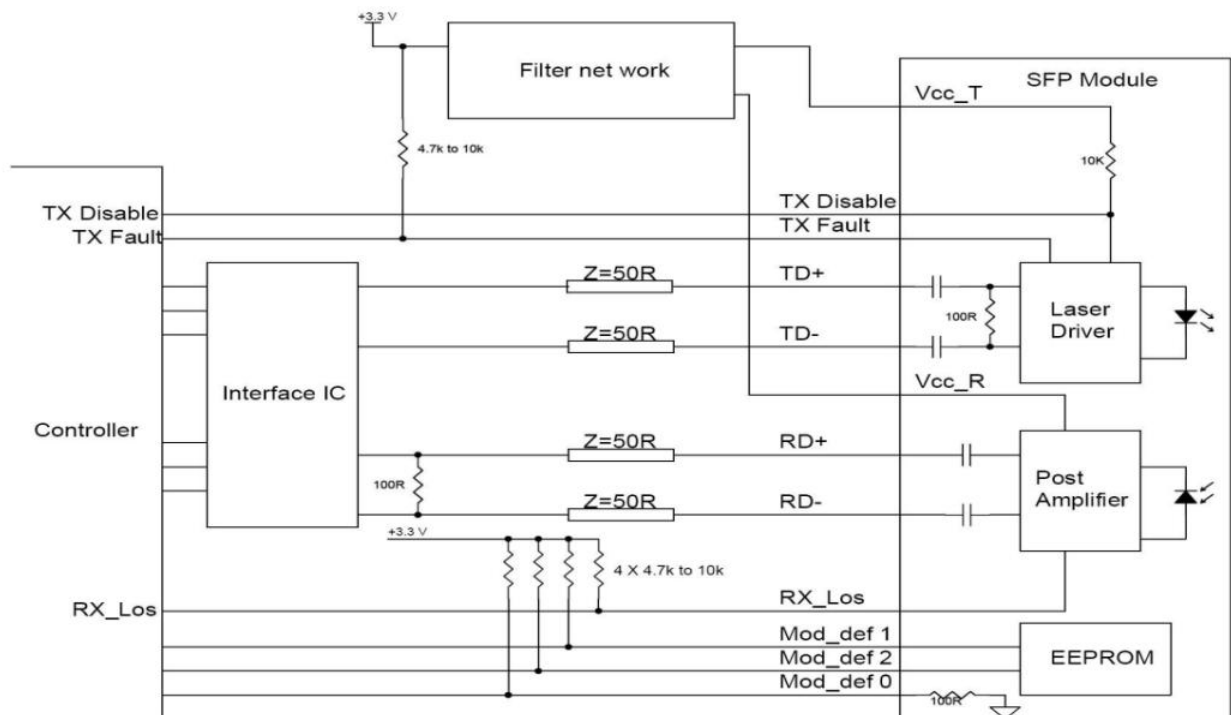 +3.3 V
Filter net work
SFP Module
Vcc_T
4.7k to 10k
10K
TX Disable
TX Disable
TX Fault
TX Fault
Z=50R
TD+
100R
Laser
Driver
Z=50R
TD-
Interface IC
Vcc_R
Controller
Z=50R
RD+
100R
Post
Amplifier
Z=50R
RD-
+3.3 V
4 X 4.7k to 10k
RX_Los
RX_Los
Mod_def 1
Mod_def 2
EEPROM
Mod_def 0
100R